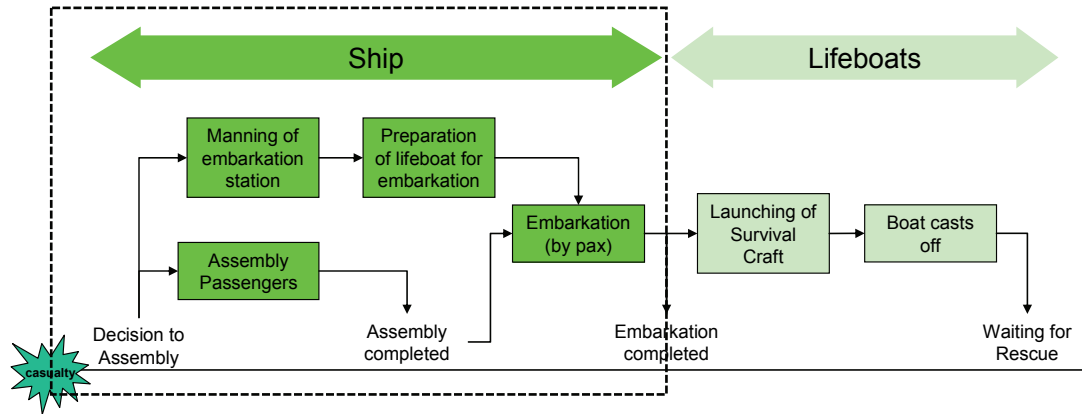 Ship
Lifeboats
Manning of
embarkation
station
Preparation
of lifeboat for
embarkation
Embarkation
(by pax)
Launching of
Survival
Craft
Boat casts
off
Assembly
Passengers
Decision to
Assembly
Assembly
completed
Embarkation
completed
Waiting for
Rescue
casualty